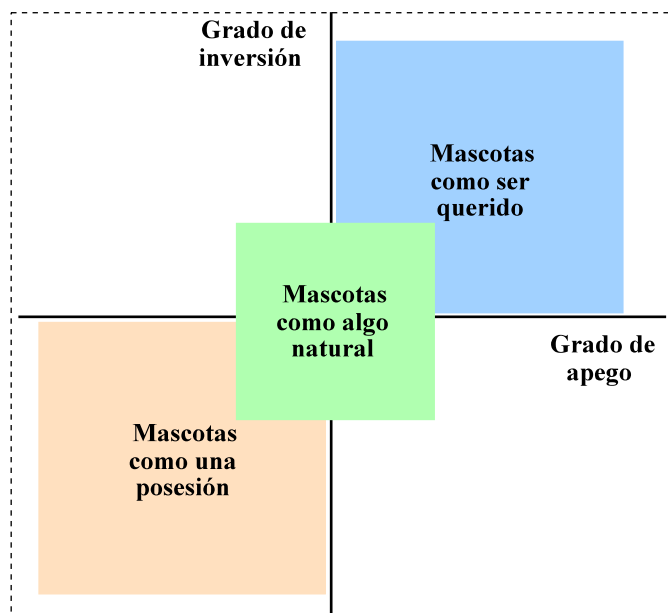 Grado de
inversión
Mascotas
como ser
querido
Mascotas
como algo
natural
Grado de
apego
Mascotas
como una
posesión